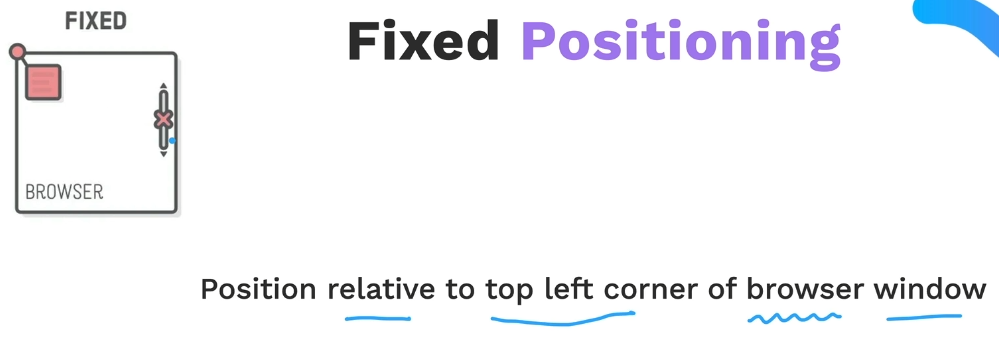 FIXED
Fixed Positioning
BROWSER
Position relative to top left corner of browser window